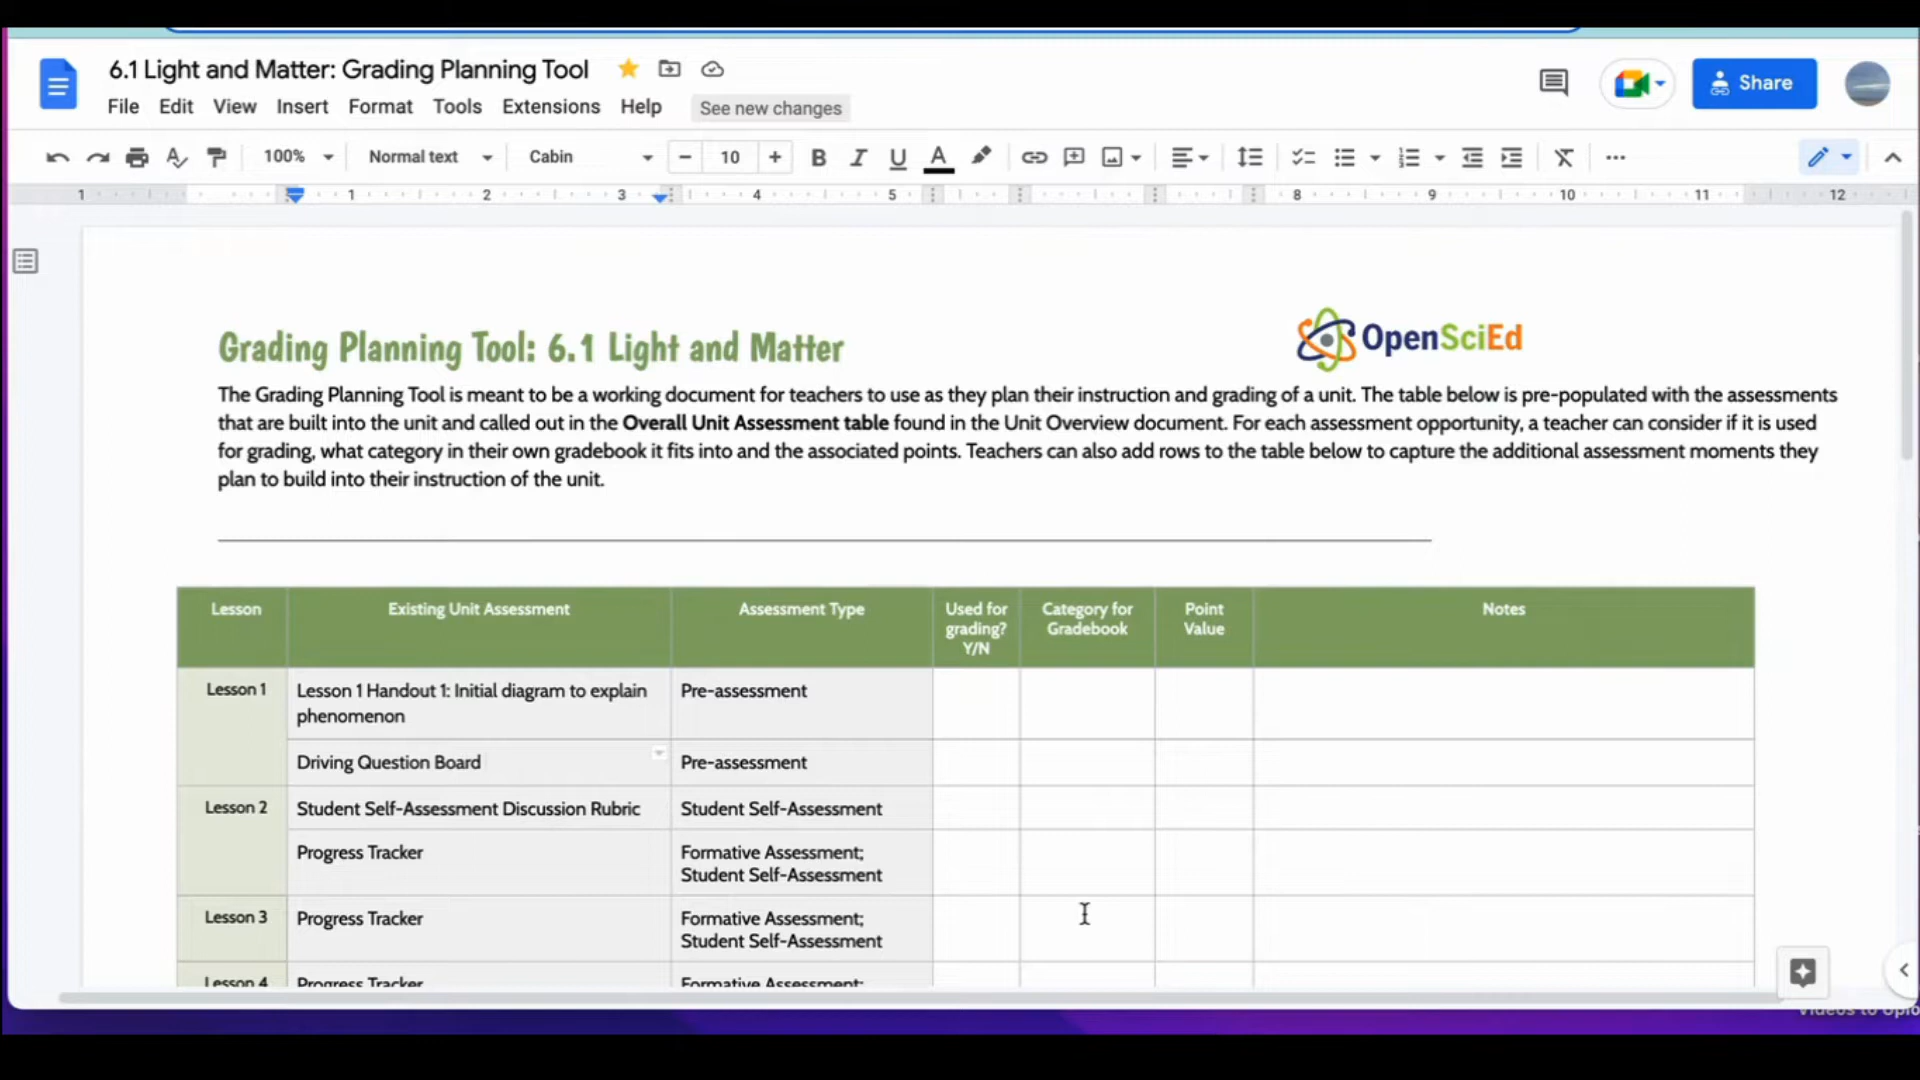 6.1 Light and Matter: Grading Planning Tool
File Edit View Insert Format Tools Extensions Help See new changes
Share
100% Normal text Cabin 10
1 1 2 3 4 5 8 9 10 11 12
Grading Planning Tool: 6.1 Light and Matter
OpenSciEd
The Grading Planning Tool is meant to be a working document for teachers to use as they plan their instruction and grading of a unit. The table below is pre-populated with the assessments
that are built into the unit and called out in the Overall Unit Assessment table found in the Unit Overview document. For each assessment opportunity, a teacher can consider if it is used
for grading, what category in their own gradebook it fits into and the associated points. Teachers can also add rows to the table below to capture the additional assessment moments they
plan to build into their instruction of the unit.
Lesson Existing Unit Assessment Assessment Type Used for Category for Point Notes
grading? Gradebook Value
Y/N
Lesson 1 Lesson 1 Handout 1: Initial diagram to explain Pre-assessment
phenomenon
Driving Question Board Pre-assessment
Lesson 2 Student Self-Assessment Discussion Rubric Student Self-Assessment
Progress Tracker Formative Assessment;
Student Self-Assessment
Lesson 3 Progress Tracker Formative Assessment;
Student Self-Assessment
Lesson 4 Progress Tracker Formative Assessment;
Videos to